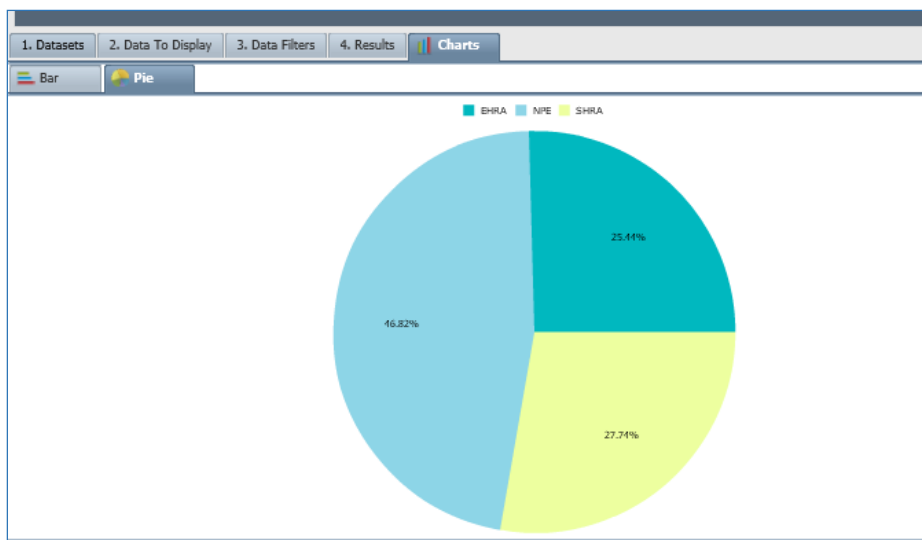 1. Datasets 2. Data To Display 3. Data Filters 4. Results Charts
Bar Pie
EHRA NPE SHRA
25.44%
46.82%
27.74%